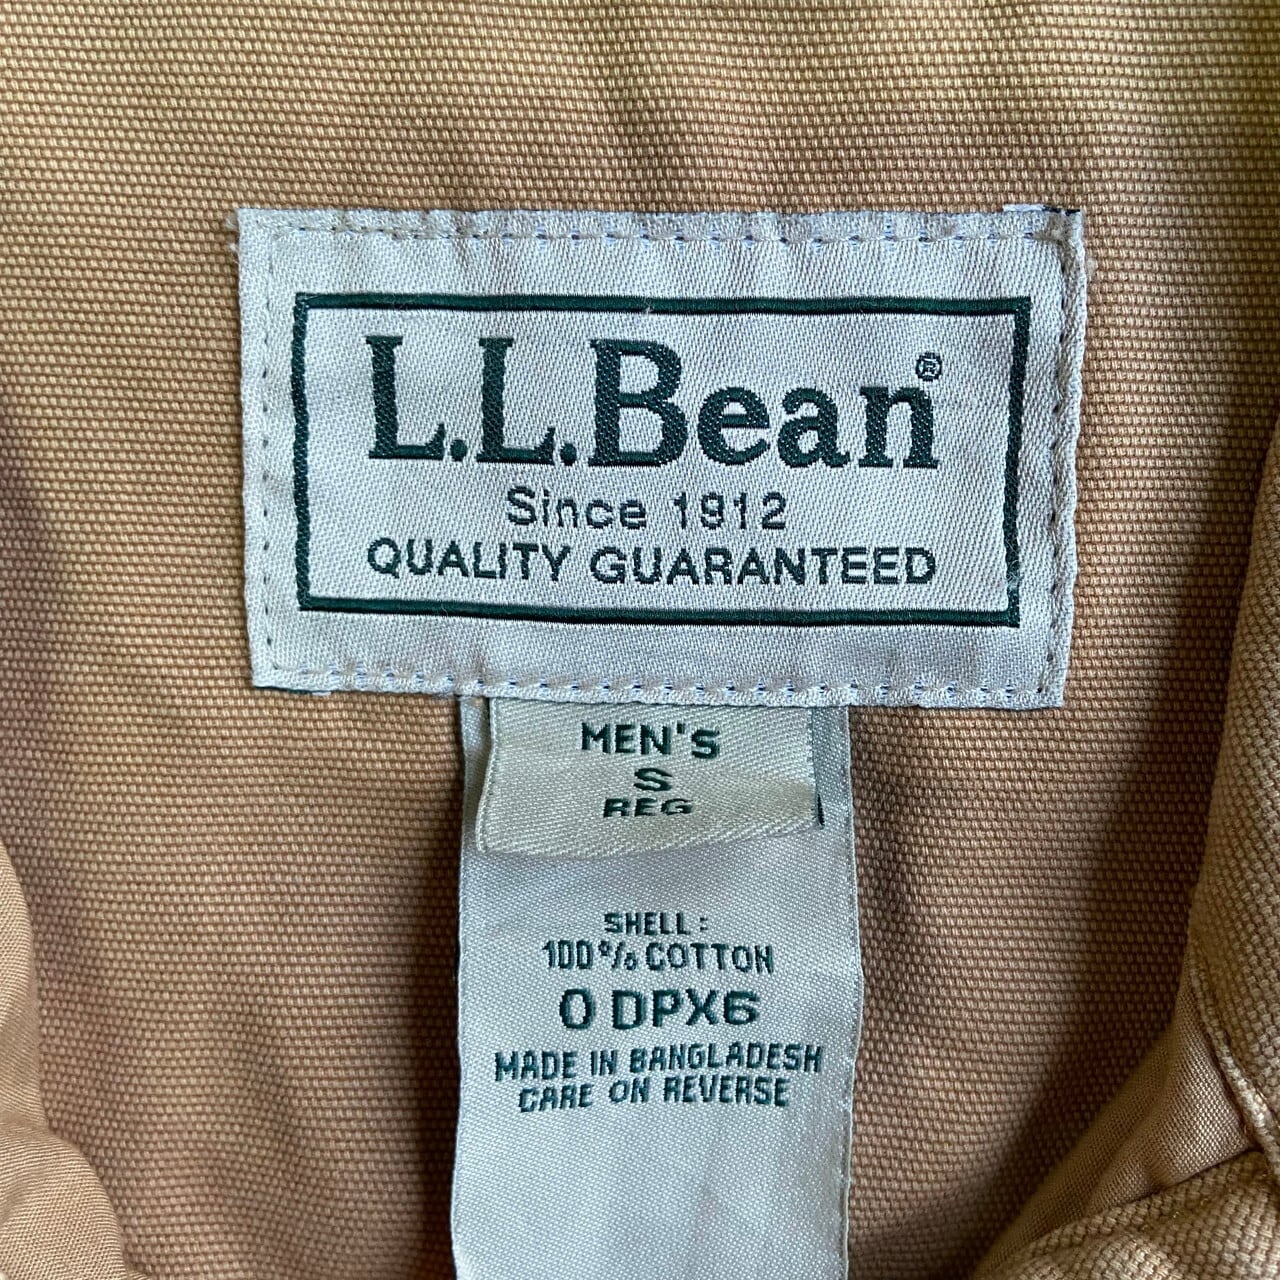 L.L.Bean®
Since 1912
QUALITY GUARANTEED
MEN'S
S
REG
SHELL:
100% COTTON
0 DPX6
MADE IN BANGLADESH
CARE ON REVERSE